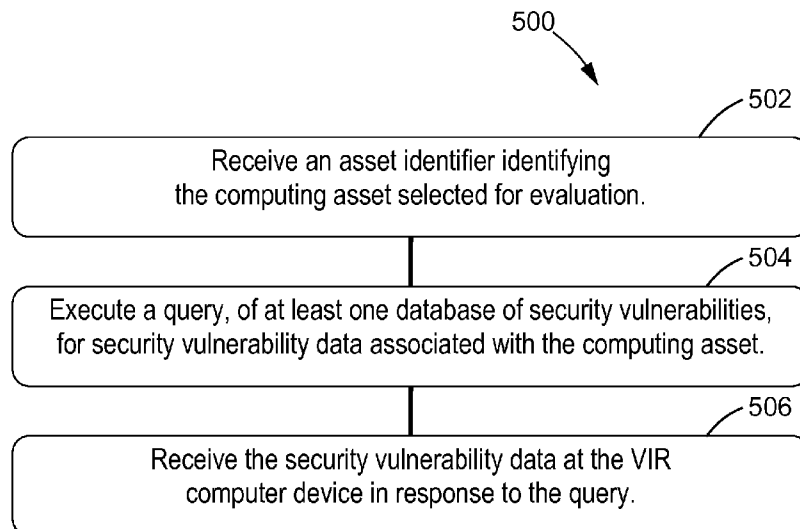 500
502
Receive an asset identifier identifying
the computing asset selected for evaluation.
504
Execute a query, of at least one database of security vulnerabilities,
for security vulnerability data associated with the computing asset.
506
Receive the security vulnerability data at the VIR
computer device in response to the query.